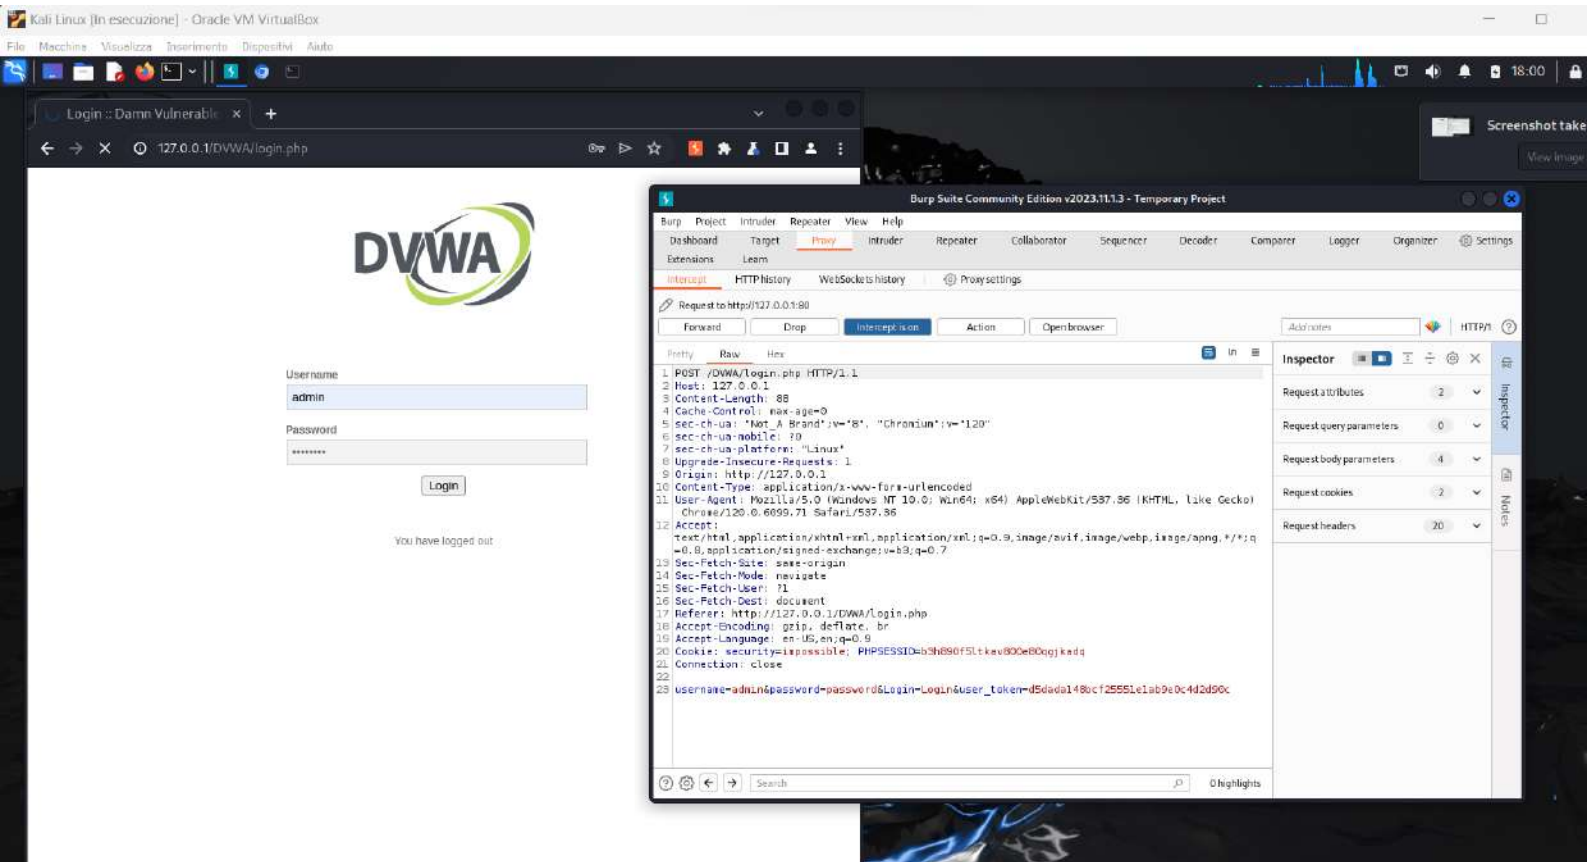 Kali Linux [In esecuzione] - Oracle VM VirtualBox
File Macchina Visualizza Inserimento Dispositivi Aiuto
18:00
Login :: Damn Vulnerable
127.0.0.1/DVWA/login.php
Screenshot take
View image
DVWA
Username
admin
Password
********
Login
You have logged out
Burp Suite Community Edition v2023.11.1.3 - Temporary Project
Burp Project Intruder Repeater View Help
Dashboard Target Proxy Intruder Repeater Collaborator Sequencer Decoder Comparer Logger Organizer Settings
Extensions Learn
Intercept HTTP history WebSockets history Proxy settings
Request to http://127.0.0.1:80
Forward Drop Intercept is on Action Open browser Add notes HTTP/1
Pretty Raw Hex \n
1 POST /DVWA/login.php HTTP/1.1
2 Host: 127.0.0.1
3 Content-Length: 88
4 Cache-Control: max-age=0
5 sec-ch-ua: "Not_A Brand";v="8", "Chromium";v="120"
6 sec-ch-ua-mobile: ?0
7 sec-ch-ua-platform: "Linux"
8 Upgrade-Insecure-Requests: 1
9 Origin: http://127.0.0.1
10 Content-Type: application/x-www-form-urlencoded
11 User-Agent: Mozilla/5.0 (Windows NT 10.0; Win64; x64) AppleWebKit/537.36 (KHTML, like Gecko)
Chrome/120.0.6099.71 Safari/537.36
12 Accept:
text/html,application/xhtml+xml,application/xml;q=0.9,image/avif,image/webp,image/apng,*/*;q
=0.8,application/signed-exchange;v=b3;q=0.7
13 Sec-Fetch-Site: same-origin
14 Sec-Fetch-Mode: navigate
15 Sec-Fetch-User: ?1
16 Sec-Fetch-Dest: document
17 Referer: http://127.0.0.1/DVWA/login.php
18 Accept-Encoding: gzip, deflate, br
19 Accept-Language: en-US,en;q=0.9
20 Cookie: security=impossible; PHPSESSID=b3h890f5ltkav800e80qgjkadq
21 Connection: close
22
23 username=admin&password=password&Login=Login&user_token=d5dada148bcf25551e1ab9e0c4d2d90c
Inspector
Request attributes 2
Request query parameters 0
Request body parameters 4
Request cookies 2
Request headers 20
Inspector
Notes
Search 0 highlights